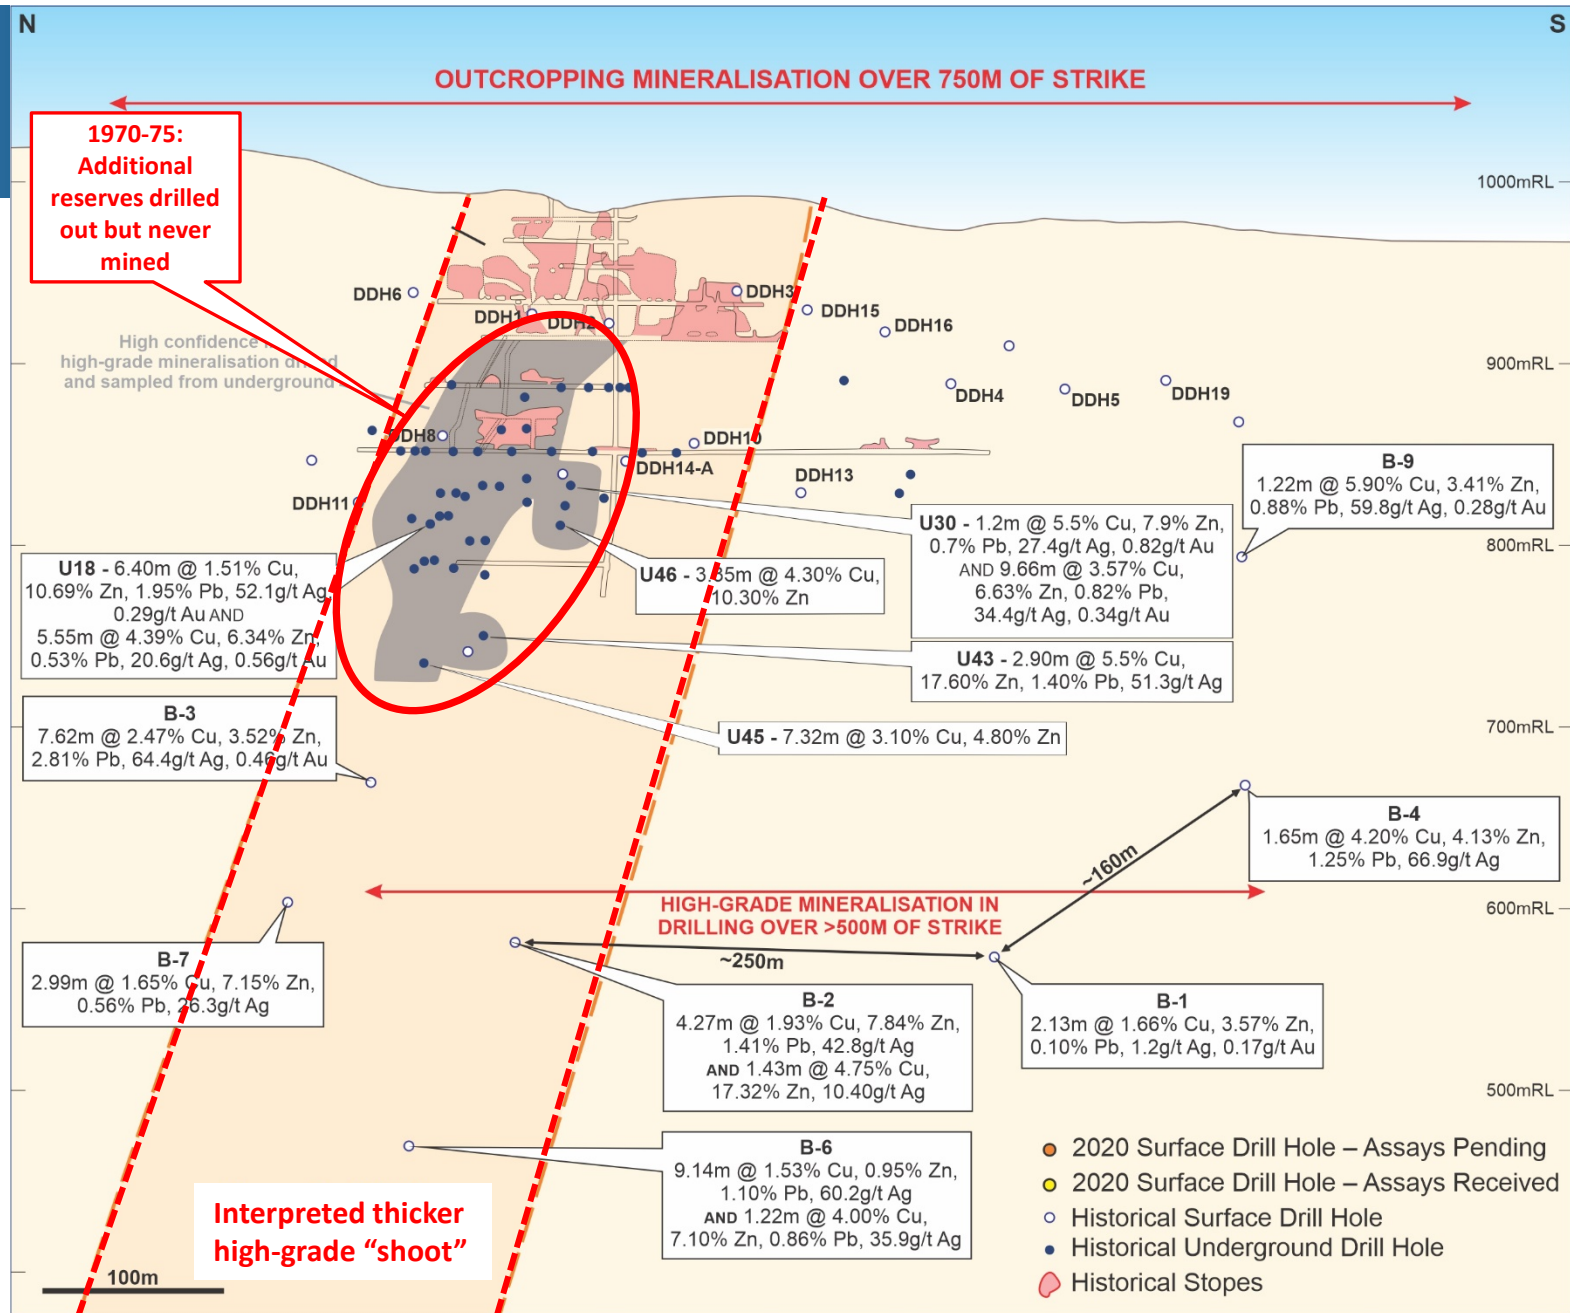 N
S
OUTCROPPING MINERALISATION OVER 750M OF STRIKE
1970-75:
Additional
reserves drilled
out but never
mined
1000mRL
900mRL
800mRL
700mRL
600mRL
500mRL
High confidence
high-grade mineralisation drilled
and sampled from underground
DDH6
DDH1
DDH2
DDH3
DDH15
DDH16
DDH4
DDH5
DDH19
DDH8
DDH10
DDH14-A
DDH13
DDH11
B-9
1.22m @ 5.90% Cu, 3.41% Zn,
0.88% Pb, 59.8g/t Ag, 0.28g/t Au
U30 - 1.2m @ 5.5% Cu, 7.9% Zn,
0.7% Pb, 27.4g/t Ag, 0.82g/t Au
AND 9.66m @ 3.57% Cu,
6.63% Zn, 0.82% Pb,
34.4g/t Ag, 0.34g/t Au
U18 - 6.40m @ 1.51% Cu,
10.69% Zn, 1.95% Pb, 52.1g/t Ag,
0.29g/t Au AND
5.55m @ 4.39% Cu, 6.34% Zn,
0.53% Pb, 20.6g/t Ag, 0.56g/t Au
U46 - 3.35m @ 4.30% Cu,
10.30% Zn
U43 - 2.90m @ 5.5% Cu,
17.60% Zn, 1.40% Pb, 51.3g/t Ag
U45 - 7.32m @ 3.10% Cu, 4.80% Zn
B-3
7.62m @ 2.47% Cu, 3.52% Zn,
2.81% Pb, 64.4g/t Ag, 0.46g/t Au
B-4
1.65m @ 4.20% Cu, 4.13% Zn,
1.25% Pb, 66.9g/t Ag
~160m
HIGH-GRADE MINERALISATION IN
DRILLING OVER >500M OF STRIKE
~250m
B-7
2.99m @ 1.65% Cu, 7.15% Zn,
0.56% Pb, 26.3g/t Ag
B-2
4.27m @ 1.93% Cu, 7.84% Zn,
1.41% Pb, 42.8g/t Ag
AND 1.43m @ 4.75% Cu,
17.32% Zn, 10.40g/t Ag
B-1
2.13m @ 1.66% Cu, 3.57% Zn,
0.10% Pb, 1.2g/t Ag, 0.17g/t Au
B-6
9.14m @ 1.53% Cu, 0.95% Zn,
1.10% Pb, 60.2g/t Ag
AND 1.22m @ 4.00% Cu,
7.10% Zn, 0.86% Pb, 35.9g/t Ag
Interpreted thicker
high-grade “shoot”
100m
2020 Surface Drill Hole – Assays Pending
2020 Surface Drill Hole – Assays Received
Historical Surface Drill Hole
Historical Underground Drill Hole
Historical Stopes